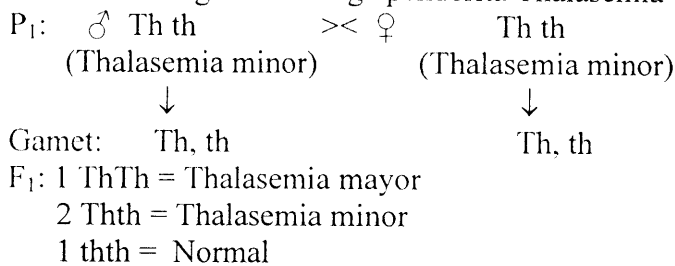 P₁: ♂ Th th >< ♀ Th th
(Thalasemia minor) (Thalasemia minor)
↓ ↓
Gamet: Th, th Th, th
F₁: 1 ThTh = Thalasemia mayor
2 Thth = Thalasemia minor
1 thth = Normal